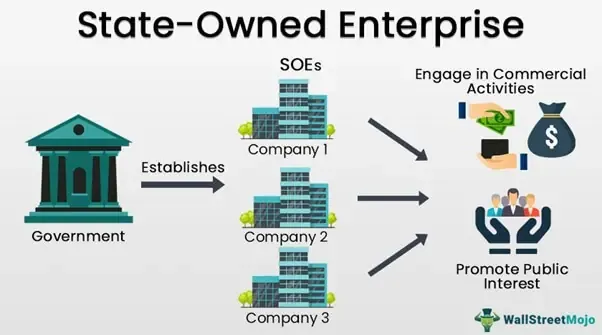 State-Owned Enterprise
SOEs
Company 1
Establishes
Government
Company 2
Company 3
Engage in Commercial
Activities
$
Promote Public
Interest
WallStreetMojo